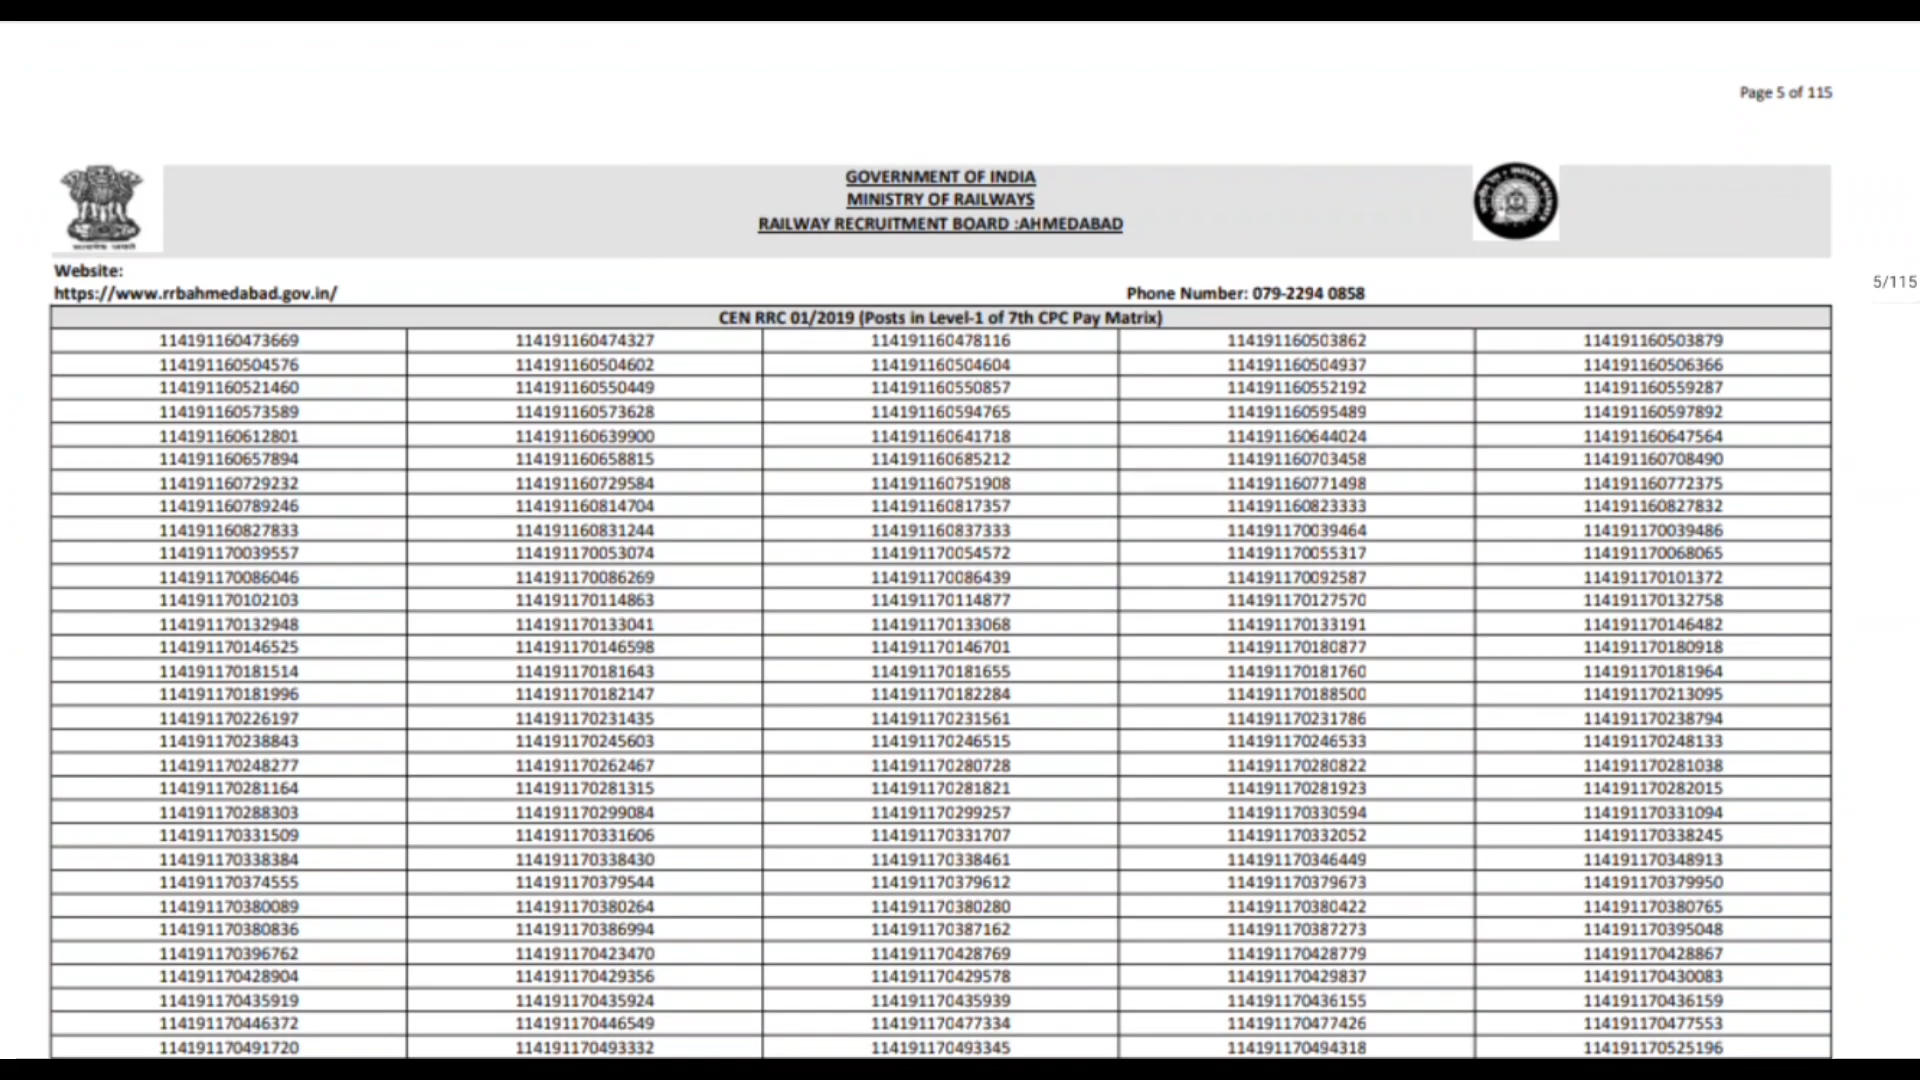 Page 5 of 115
GOVERNMENT OF INDIA
MINISTRY OF RAILWAYS
RAILWAY RECRUITMENT BOARD :AHMEDABAD
Website:
https://www.rrbahmedabad.gov.in/ Phone Number: 079-2294 0858
5/115
CEN RRC 01/2019 (Posts in Level-1 of 7th CPC Pay Matrix)
114191160473669 114191160474327 114191160478116 114191160503862 114191160503879
114191160504576 114191160504602 114191160504604 114191160504937 114191160506366
114191160521460 114191160550449 114191160550857 114191160552192 114191160559287
114191160573589 114191160573628 114191160594765 114191160595489 114191160597892
114191160612801 114191160639900 114191160641718 114191160644024 114191160647564
114191160657894 114191160658815 114191160685212 114191160703458 114191160708490
114191160729232 114191160729584 114191160751908 114191160771498 114191160772375
114191160789246 114191160814704 114191160817357 114191160823333 114191160827832
114191160827833 114191160831244 114191160837333 114191170039464 114191170039486
114191170039557 114191170053074 114191170054572 114191170055317 114191170068065
114191170086046 114191170086269 114191170086439 114191170092587 114191170101372
114191170102103 114191170114863 114191170114877 114191170127570 114191170132758
114191170132948 114191170133041 114191170133068 114191170133191 114191170146482
114191170146525 114191170146598 114191170146701 114191170180877 114191170180918
114191170181514 114191170181643 114191170181655 114191170181760 114191170181964
114191170181996 114191170182147 114191170182284 114191170188500 114191170213095
114191170226197 114191170231435 114191170231561 114191170231786 114191170238794
114191170238843 114191170245603 114191170246515 114191170246533 114191170248133
114191170248277 114191170262467 114191170280728 114191170280822 114191170281038
114191170281164 114191170281315 114191170281821 114191170281923 114191170282015
114191170288303 114191170299084 114191170299257 114191170330594 114191170331094
114191170331509 114191170331606 114191170331707 114191170332052 114191170338245
114191170338384 114191170338430 114191170338461 114191170346449 114191170348913
114191170374555 114191170379544 114191170379612 114191170379673 114191170379950
114191170380089 114191170380264 114191170380280 114191170380422 114191170380765
114191170380836 114191170386994 114191170387162 114191170387273 114191170395048
114191170396762 114191170423470 114191170428769 114191170428779 114191170428867
114191170428904 114191170429356 114191170429578 114191170429837 114191170430083
114191170435919 114191170435924 114191170435939 114191170436155 114191170436159
114191170446372 114191170446549 114191170477334 114191170477426 114191170477553
114191170491720 114191170493332 114191170493345 114191170494318 114191170525196